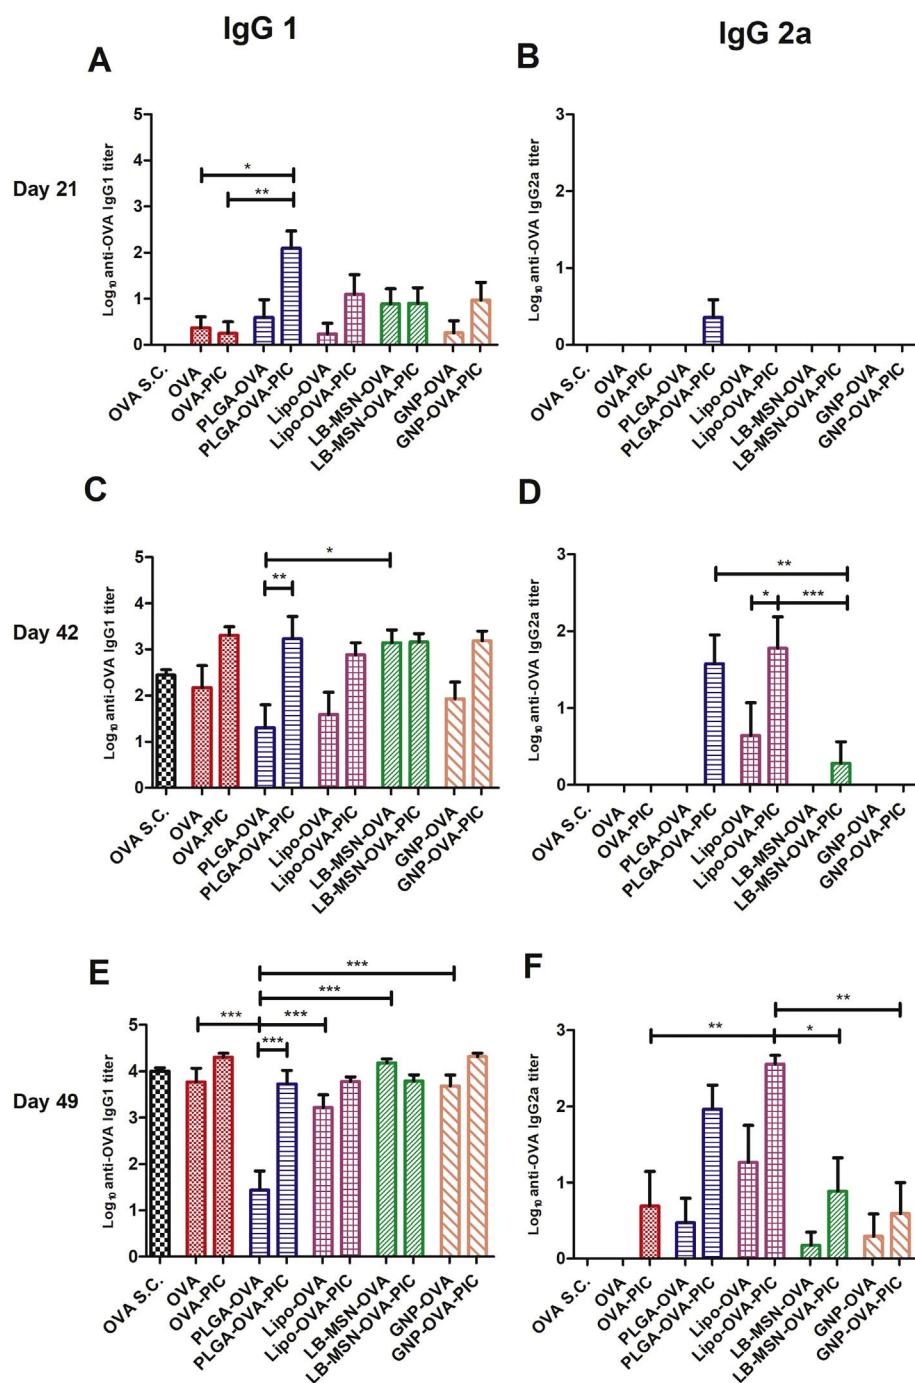 IgG 1
IgG 2a
A
B
Day 21
Log₁₀ anti-OVA IgG1 titer
5
4
3
2
1
0
*
**
OVA S.C.
OVA
OVA-PIC
PLGA-OVA
PLGA-OVA-PIC
Lipo-OVA
Lipo-OVA-PIC
LB-MSN-OVA
LB-MSN-OVA-PIC
GNP-OVA
GNP-OVA-PIC
Log₁₀ anti-OVA IgG2a titer
3
2
1
0
OVA S.C.
OVA
OVA-PIC
PLGA-OVA
PLGA-OVA-PIC
Lipo-OVA
Lipo-OVA-PIC
LB-MSN-OVA
LB-MSN-OVA-PIC
GNP-OVA
GNP-OVA-PIC
C
D
Day 42
Log₁₀ anti-OVA IgG1 titer
5
4
3
2
1
0
*
**
OVA S.C.
OVA
OVA-PIC
PLGA-OVA
PLGA-OVA-PIC
Lipo-OVA
Lipo-OVA-PIC
LB-MSN-OVA
LB-MSN-OVA-PIC
GNP-OVA
GNP-OVA-PIC
Log₁₀ anti-OVA IgG2a titer
3
2
1
0
**
* ***
OVA S.C.
OVA
OVA-PIC
PLGA-OVA
PLGA-OVA-PIC
Lipo-OVA
Lipo-OVA-PIC
LB-MSN-OVA
LB-MSN-OVA-PIC
GNP-OVA
GNP-OVA-PIC
E
F
Day 49
Log₁₀ anti-OVA IgG1 titer
5
4
3
2
1
0
***
***
*** ***
***
OVA S.C.
OVA
OVA-PIC
PLGA-OVA
PLGA-OVA-PIC
Lipo-OVA
Lipo-OVA-PIC
LB-MSN-OVA
LB-MSN-OVA-PIC
GNP-OVA
GNP-OVA-PIC
Log₁₀ anti-OVA IgG2a titer
3
2
1
0
**
** *
OVA S.C.
OVA
OVA-PIC
PLGA-OVA
PLGA-OVA-PIC
Lipo-OVA
Lipo-OVA-PIC
LB-MSN-OVA
LB-MSN-OVA-PIC
GNP-OVA
GNP-OVA-PIC